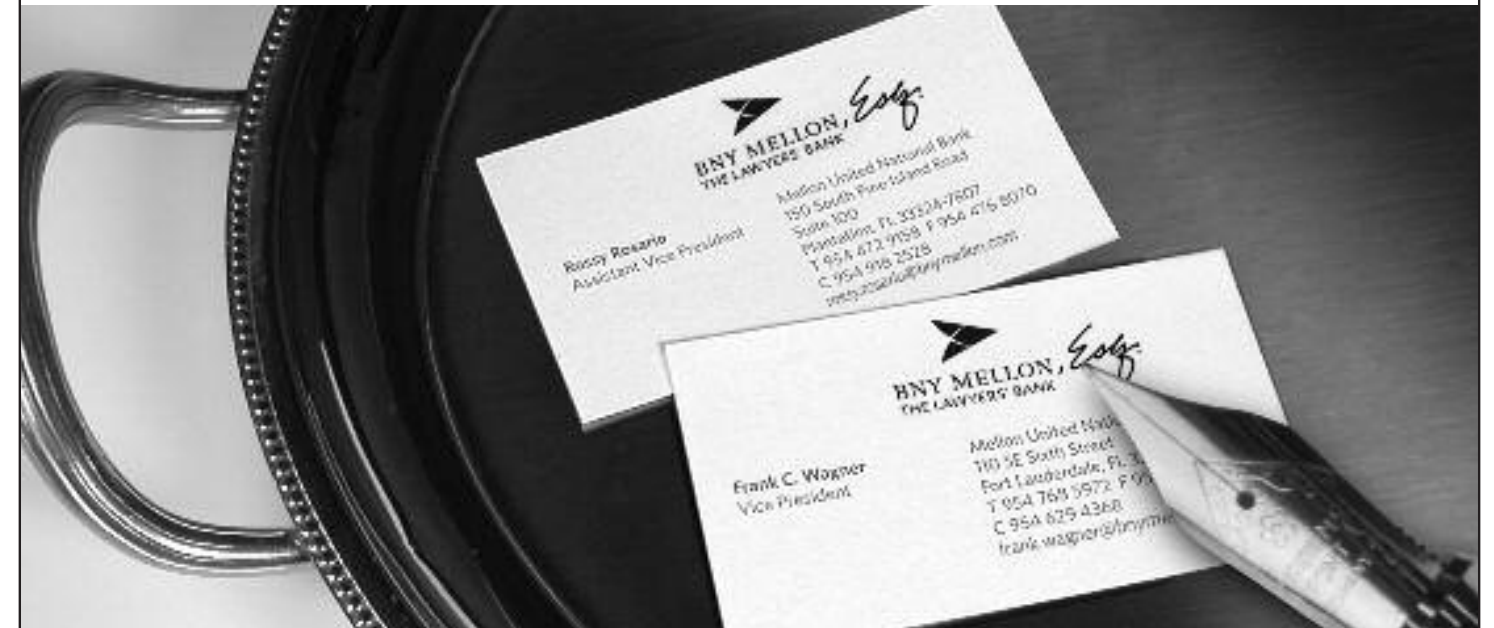 BNY MELLON, Esq.
THE LAWYERS' BANK
Rossy Rosario
Assistant Vice President
Mellon United National Bank
150 South Pine Island Road
Suite 100
Plantation, FL 33324-7607
T 954 472 9158 F 954 476 8070
C 954 918 2528
BNY MELLON, Esq.
THE LAWYERS' BANK
Frank C. Wagner
Vice President
Mellon United
110 SE Sixth Street
Fort Lauderdale, FL
T 954 768 5972 F 95
C 954 629 4368